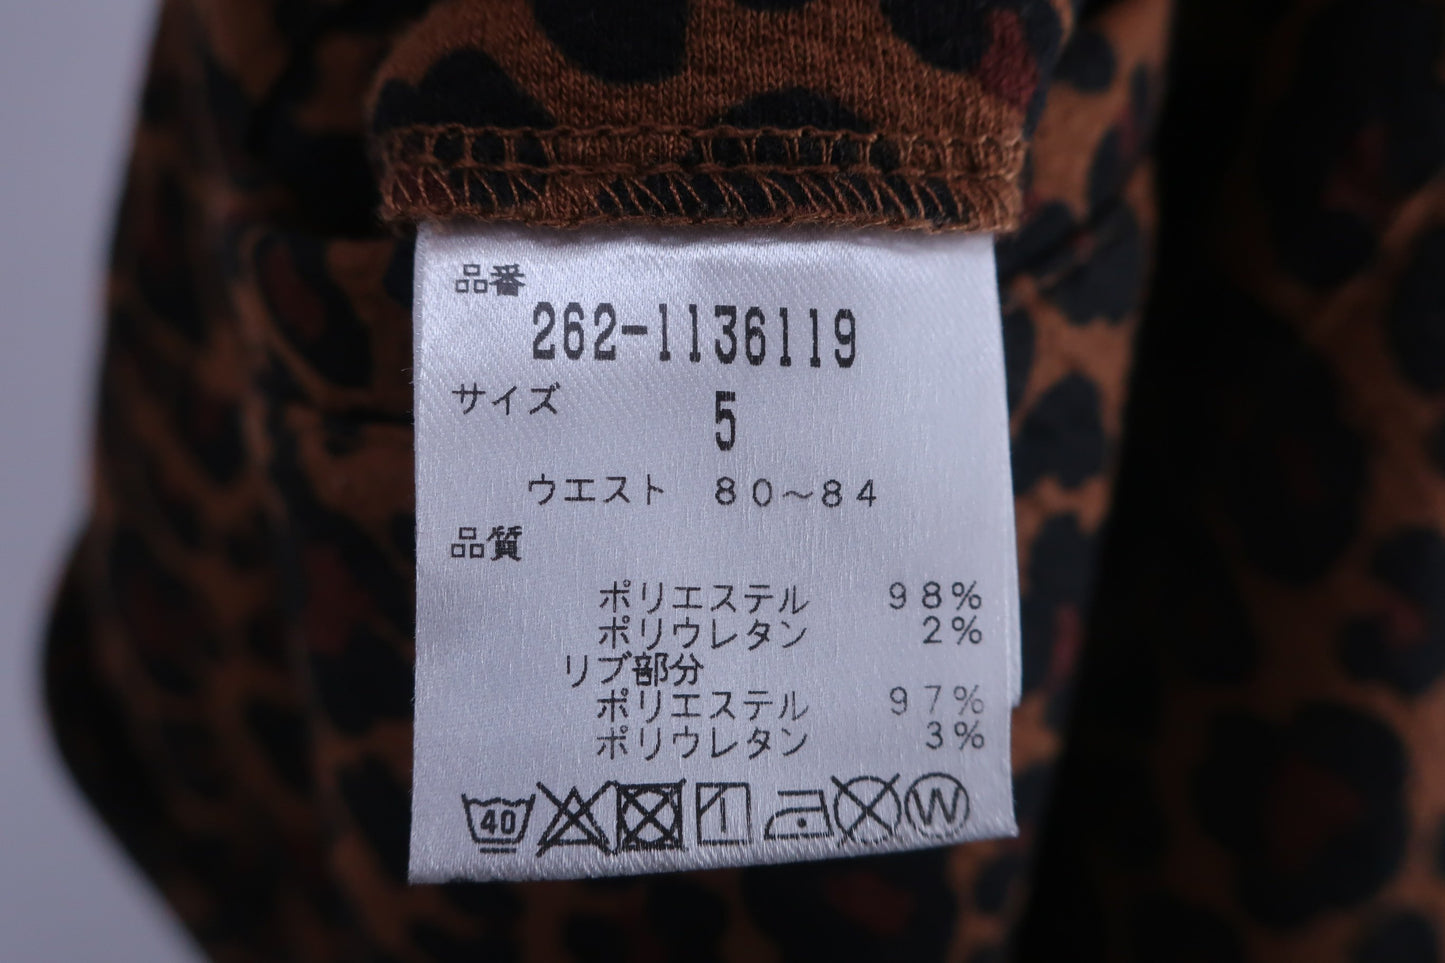 品番
262-1136119
サイズ 5
ウエスト 80～84
品質
ポリエステル 98%
ポリウレタン 2%
リブ部分
ポリエステル 97%
ポリウレタン 3%
40 W